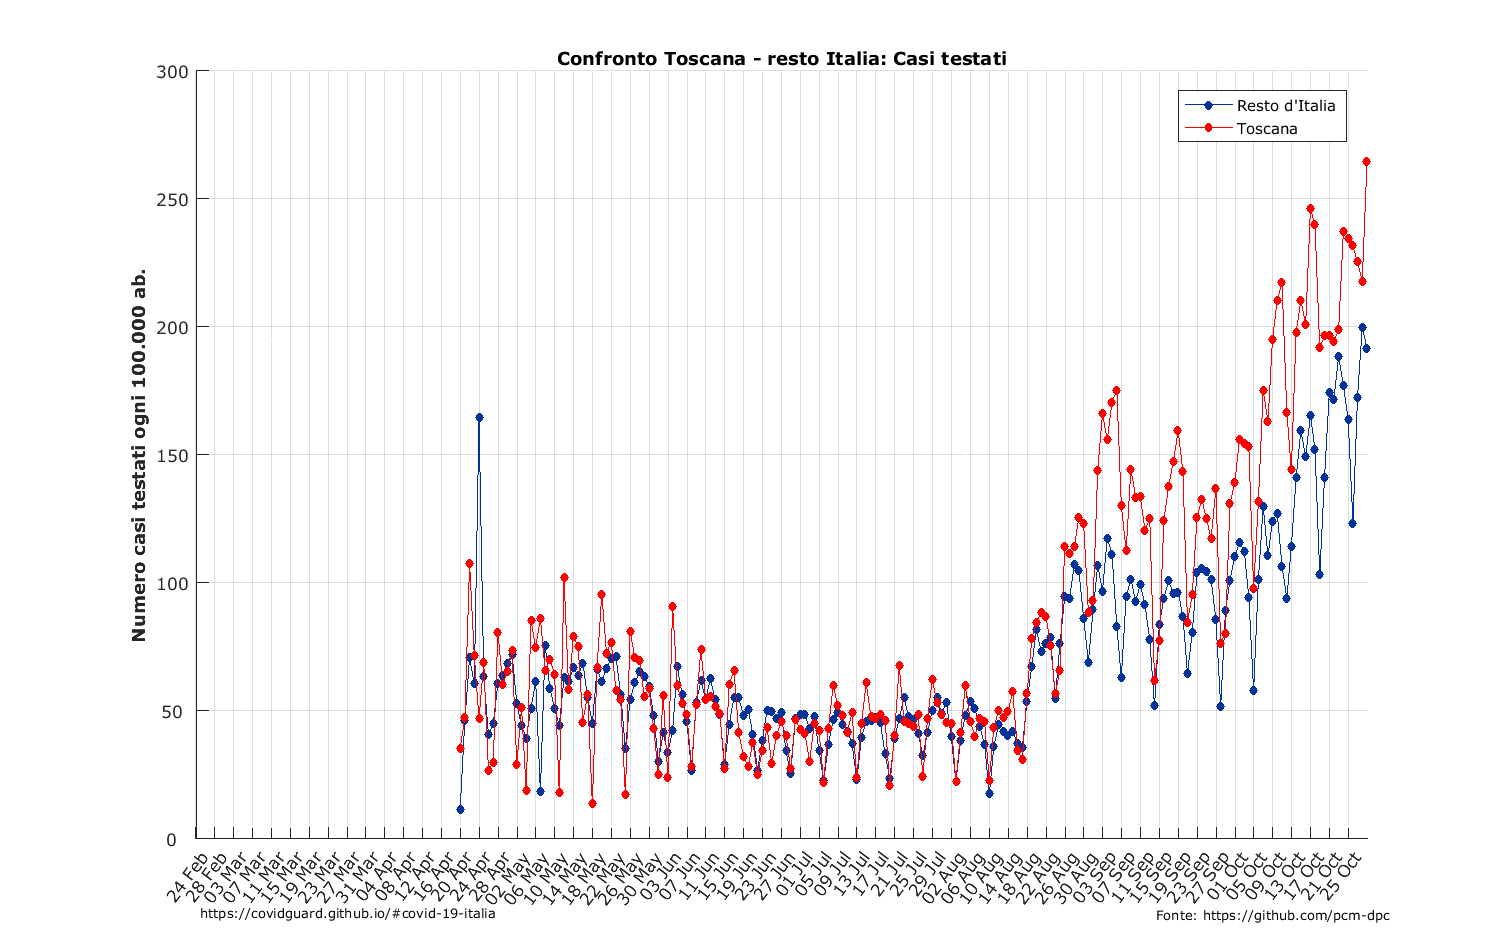 Confronto Toscana - resto Italia: Casi testati
Resto d'Italia
Toscana
Numero casi testati ogni 100.000 ab.
300
250
200
150
100
50
0
24 Feb
28 Feb
03 Mar
07 Mar
11 Mar
15 Mar
19 Mar
23 Mar
27 Mar
31 Mar
04 Apr
08 Apr
12 Apr
16 Apr
20 Apr
24 Apr
28 Apr
02 May
06 May
10 May
14 May
18 May
22 May
26 May
30 May
03 Jun
07 Jun
11 Jun
15 Jun
19 Jun
23 Jun
27 Jun
01 Jul
05 Jul
09 Jul
13 Jul
17 Jul
21 Jul
25 Jul
29 Jul
02 Aug
06 Aug
10 Aug
14 Aug
18 Aug
22 Aug
26 Aug
30 Aug
03 Sep
07 Sep
11 Sep
15 Sep
19 Sep
23 Sep
27 Sep
01 Oct
05 Oct
09 Oct
13 Oct
17 Oct
21 Oct
25 Oct
https://covidguard.github.io/#covid-19-italia
Fonte: https://github.com/pcm-dpc